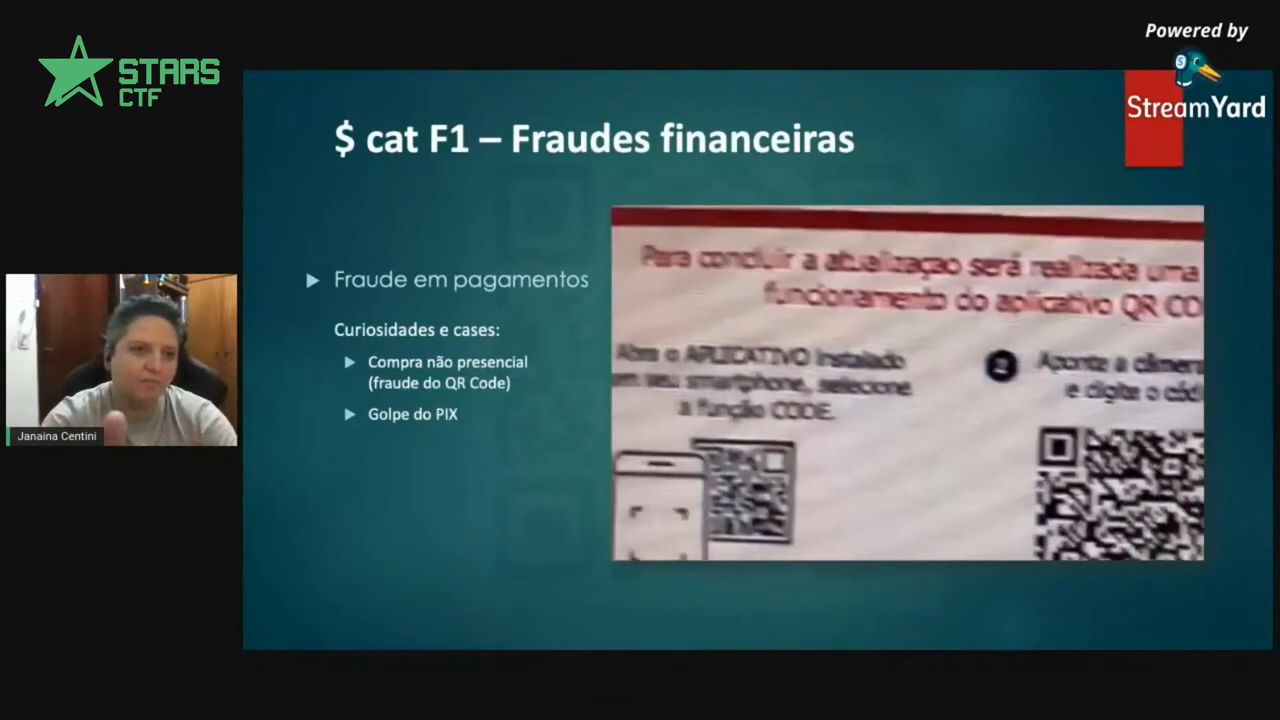 Powered by
StreamYard
STARS
CTF
$ cat F1 – Fraudes financeiras
Fraude em pagamentos
Curiosidades e cases:
Compra não presencial
(fraude do QR Code)
Golpe do PIX
Para concluir a atualização será realizada uma
funcionamento do aplicativo QR CO
Abra o APLICATIVO instalado
em seu smartphone, selecione
a função CODE.
2 Aponte a câmera
e digite o cód
Janaina Centini